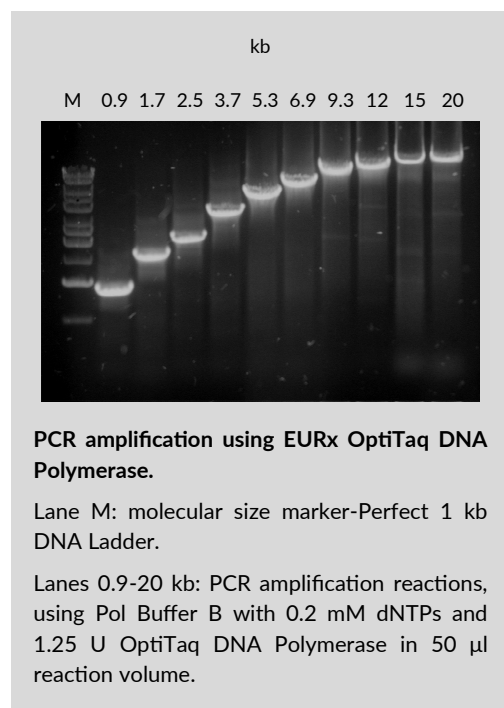 kb
M 0.9 1.7 2.5 3.7 5.3 6.9 9.3 12 15 20
PCR amplification using EURx OptiTaq DNA
Polymerase.
Lane M: molecular size marker-Perfect 1 kb
DNA Ladder.
Lanes 0.9-20 kb: PCR amplification reactions,
using Pol Buffer B with 0.2 mM dNTPs and
1.25 U OptiTaq DNA Polymerase in 50 µl
reaction volume.